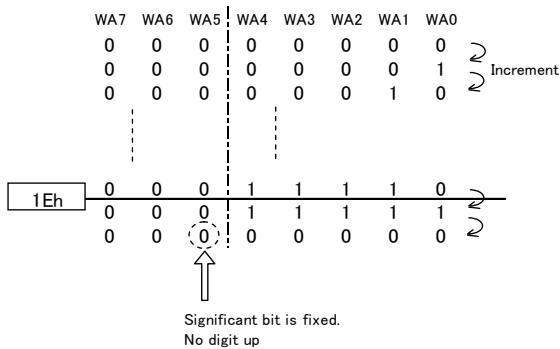 WA7 WA6 WA5 WA4 WA3 WA2 WA1 WA0
0 0 0 0 0 0 0 0
0 0 0 0 0 0 0 1
Increment
0 0 0 0 0 0 1 0
1Eh
0 0 0 1 1 1 1 0
0 0 0 1 1 1 1 1
0 0 0 0 0 0 0 0
Significant bit is fixed.
No digit up